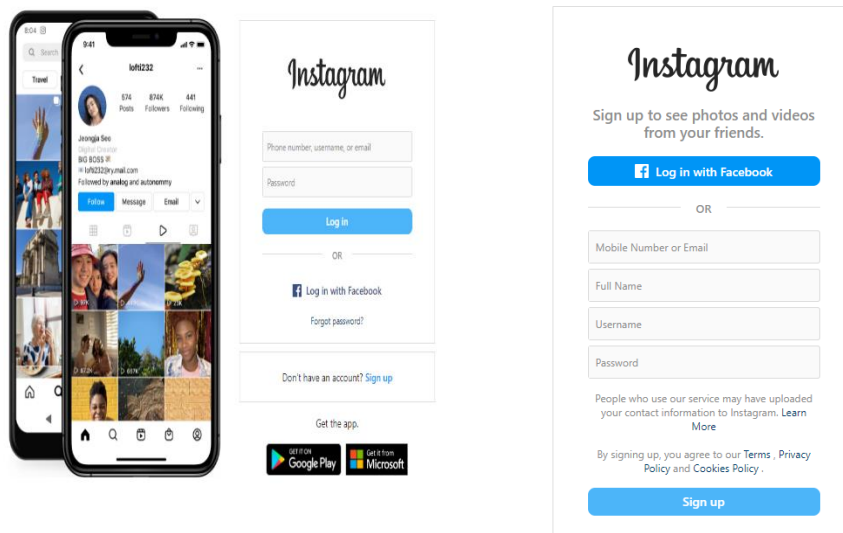 8:04
Search
Travel
9:41
lofti232
574
874K
441
Posts
Followers
Following
Jeongja Seo
Digital Creator
BIG BOSS
lofti232@ry.mail.com
Followed by analog and autonommy
Follow
Message
Email
97K
23K
Instagram
Phone number, username, or email
Password
Log in
OR
Log in with Facebook
Forgot password?
Don't have an account? Sign up
Get the app.
GET IT ON
Google Play
Get it from
Microsoft
Instagram
Sign up to see photos and videos
from your friends.
Log in with Facebook
OR
Mobile Number or Email
Full Name
Username
Password
People who use our service may have uploaded
your contact information to Instagram. Learn
More
By signing up, you agree to our Terms , Privacy
Policy and Cookies Policy .
Sign up